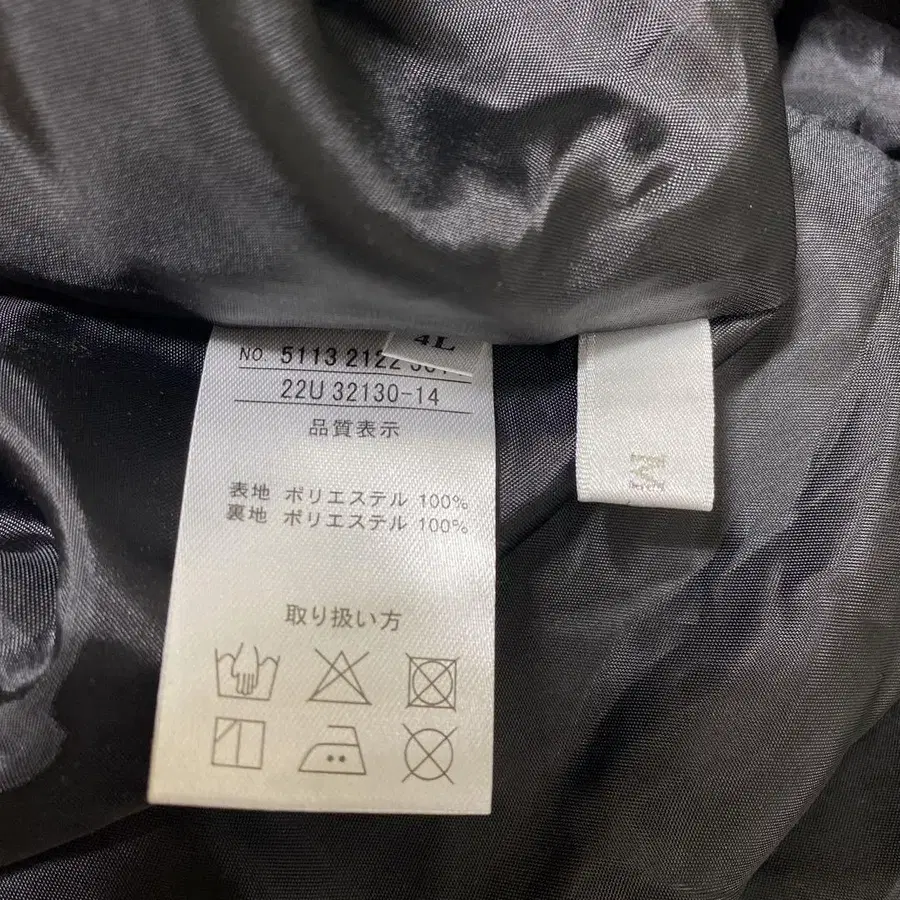 4L
NO. 5113 2122
22U 32130-14
品質表示
表地 ポリエステル 100%
裏地 ポリエステル 100%
取り扱い方